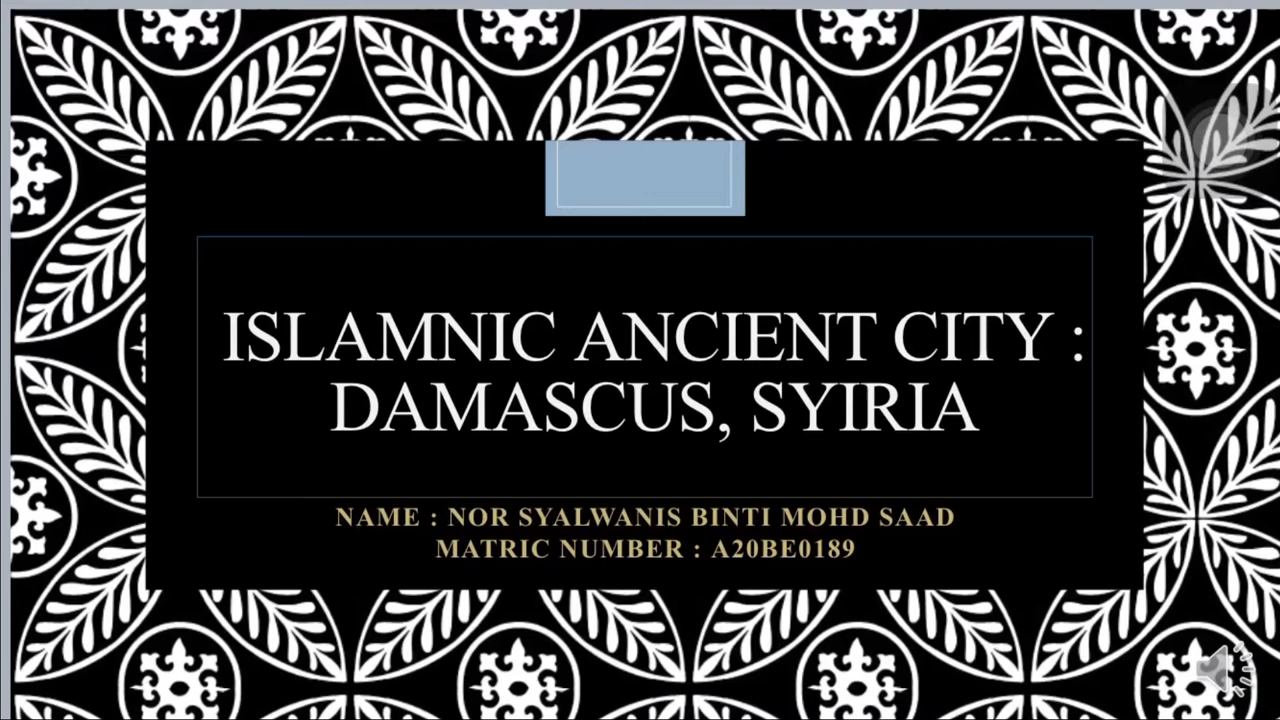 ISLAMNIC ANCIENT CITY :
DAMASCUS, SYIRIA
NAME : NOR SYALWANIS BINTI MOHD SAAD
MATRIC NUMBER : A20BE0189